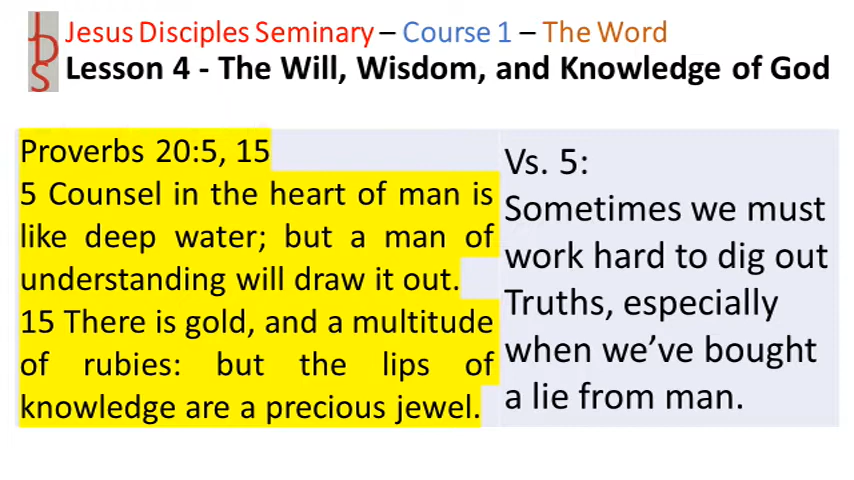 JDS
Jesus Disciples Seminary – Course 1 – The Word
Lesson 4 - The Will, Wisdom, and Knowledge of God
Proverbs 20:5, 15
5 Counsel in the heart of man is
like deep water; but a man of
understanding will draw it out.
15 There is gold, and a multitude
of rubies: but the lips of
knowledge are a precious jewel.
Vs. 5:
Sometimes we must
work hard to dig out
Truths, especially
when we’ve bought
a lie from man.